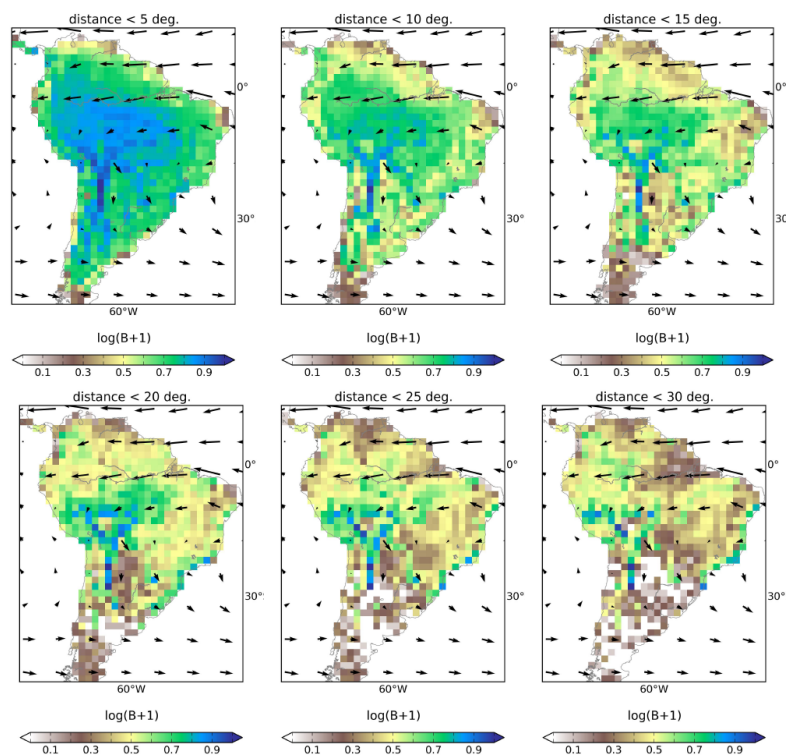 distance < 5 deg.
distance < 10 deg.
distance < 15 deg.
0°
0°
0°
30°
30°
30°
60°W
60°W
60°W
log(B+1)
log(B+1)
log(B+1)
0.1 0.3 0.5 0.7 0.9
0.1 0.3 0.5 0.7 0.9
0.1 0.3 0.5 0.7 0.9
distance < 20 deg.
distance < 25 deg.
distance < 30 deg.
0°
0°
30°
30°
60°W
60°W
log(B+1)
log(B+1)
log(B+1)
0.1 0.3 0.5 0.7 0.9
0.1 0.3 0.5 0.7 0.9
0.1 0.3 0.5 0.7 0.9